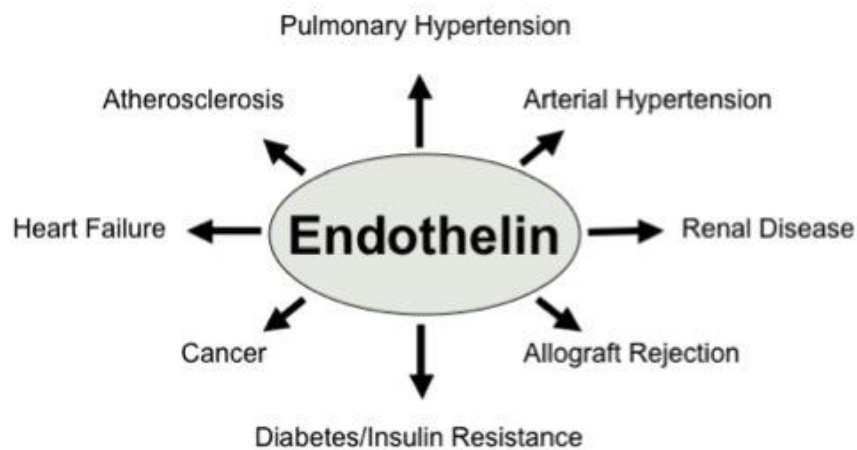 Pulmonary Hypertension
Atherosclerosis
Arterial Hypertension
Heart Failure
Endothelin
Renal Disease
Cancer
Allograft Rejection
Diabetes/Insulin Resistance